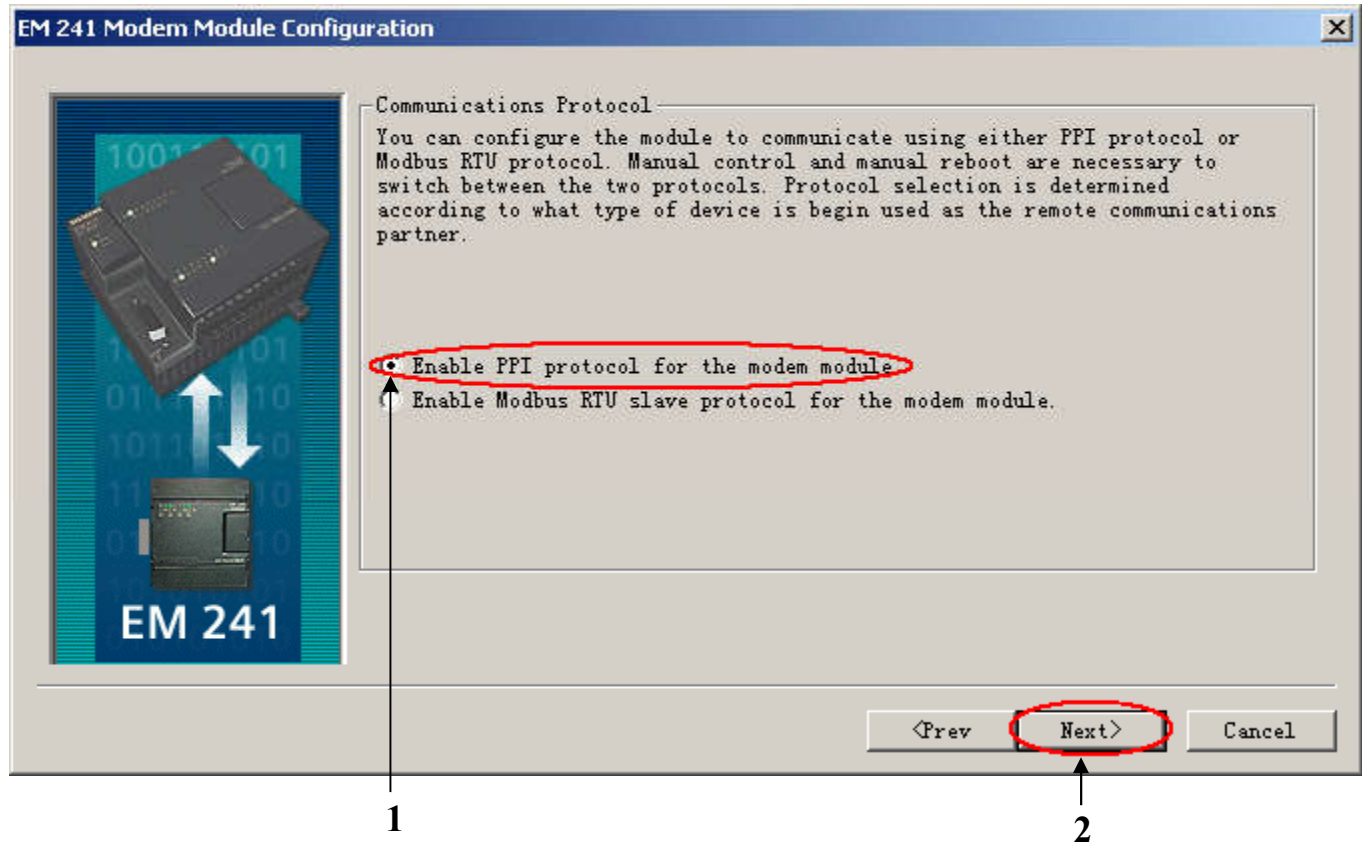 EM 241 Modem Module Configuration
Communications Protocol
You can configure the module to communicate using either PPI protocol or
Modbus RTU protocol. Manual control and manual reboot are necessary to
switch between the two protocols. Protocol selection is determined
according to what type of device is begin used as the remote communications
partner.
Enable PPI protocol for the modem module
Enable Modbus RTU slave protocol for the modem module.
EM 241
<Prev
Next>
Cancel
1
2